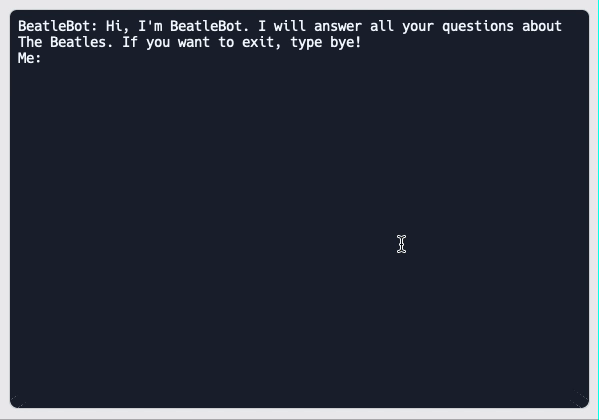 BeatleBot: Hi, I'm BeatleBot. I will answer all your questions about
The Beatles. If you want to exit, type bye!
Me: